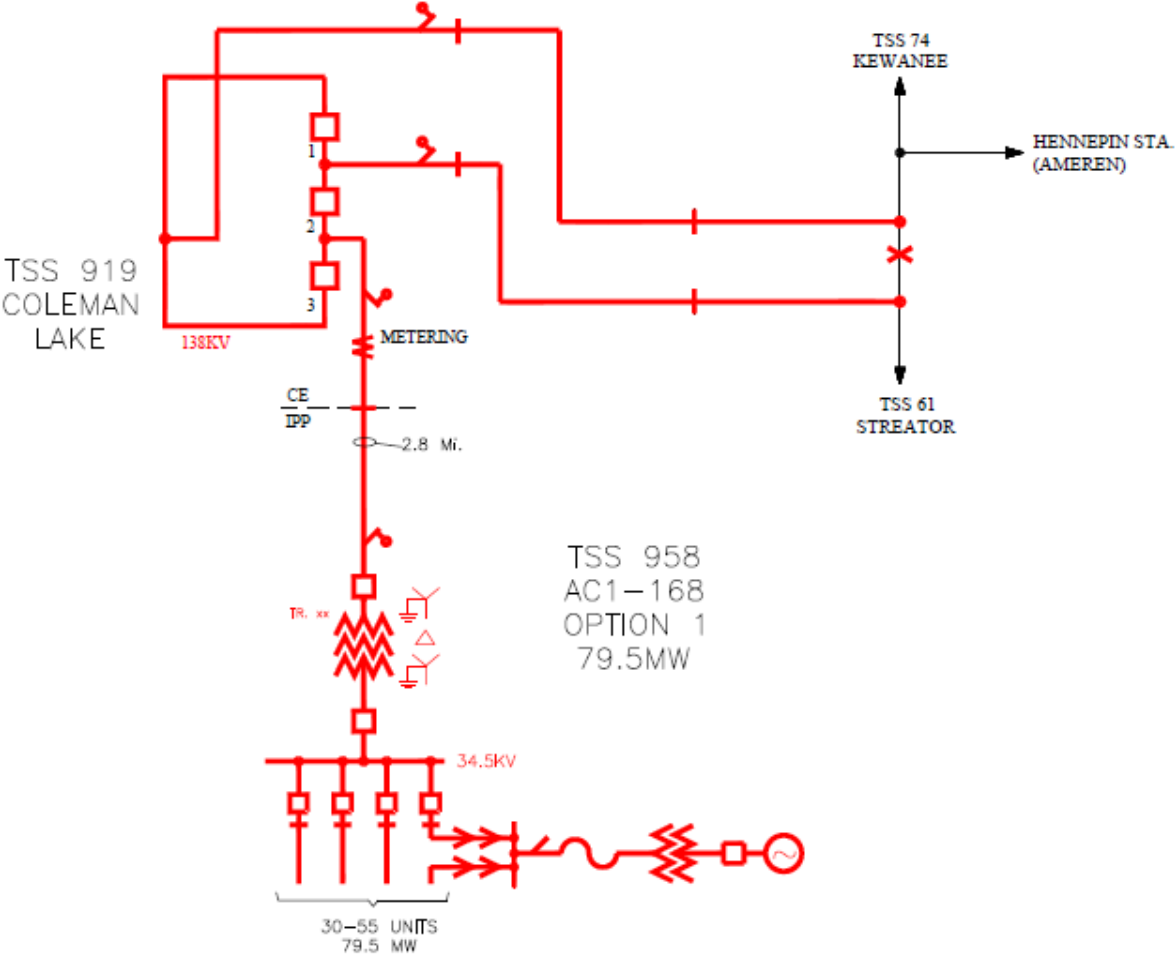 TSS 74
KEWANEE
HENNEPIN STA.
(AMEREN)
1
2
3
TSS 919
COLEMAN
LAKE
138KV
METERING
CE
IPP
2.8 Mi.
TSS 61
STREATOR
TSS 958
AC1-168
OPTION 1
79.5MW
TR. xx
34.5KV
30-55 UNITS
79.5 MW